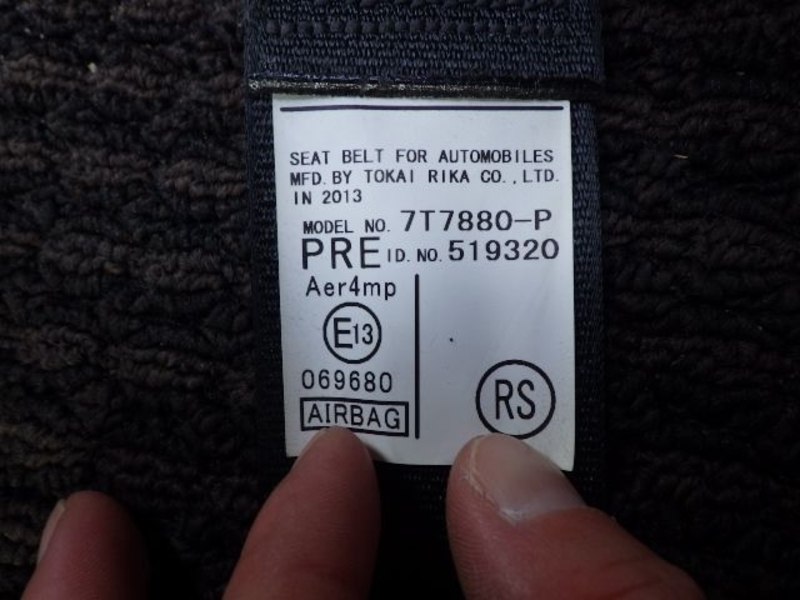 SEAT BELT FOR AUTOMOBILES
MFD. BY TOKAI RIKA CO., LTD.
IN 2013
MODEL NO. 7T7880-P
PRE ID. NO. 519320
Aer4mp
E13
069680
AIRBAG
RS